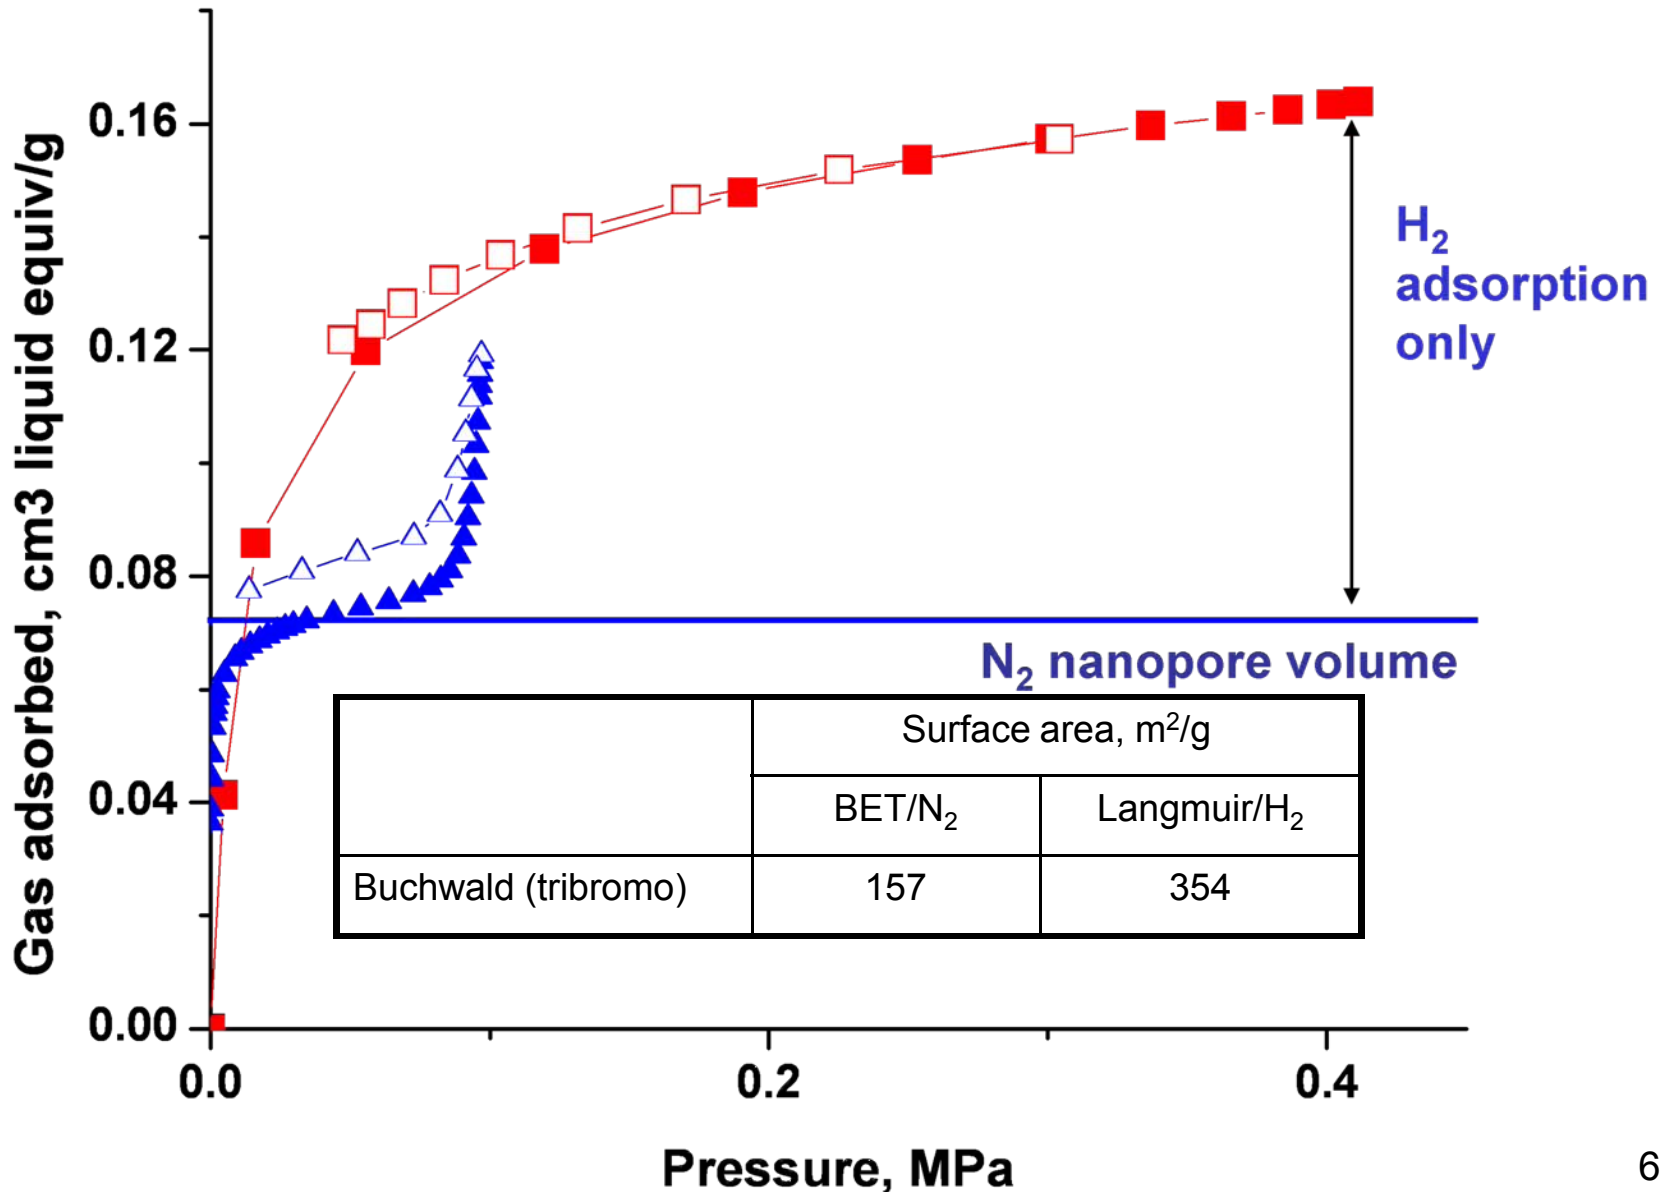 Gas adsorbed, cm3 liquid equiv/g
0.16
0.12
0.08
0.04
0.00
0.0
0.2
0.4
Pressure, MPa
H₂
adsorption
only
N₂ nanopore volume
Surface area, m²/g
BET/N₂
Langmuir/H₂
Buchwald (tribromo)
157
354
6